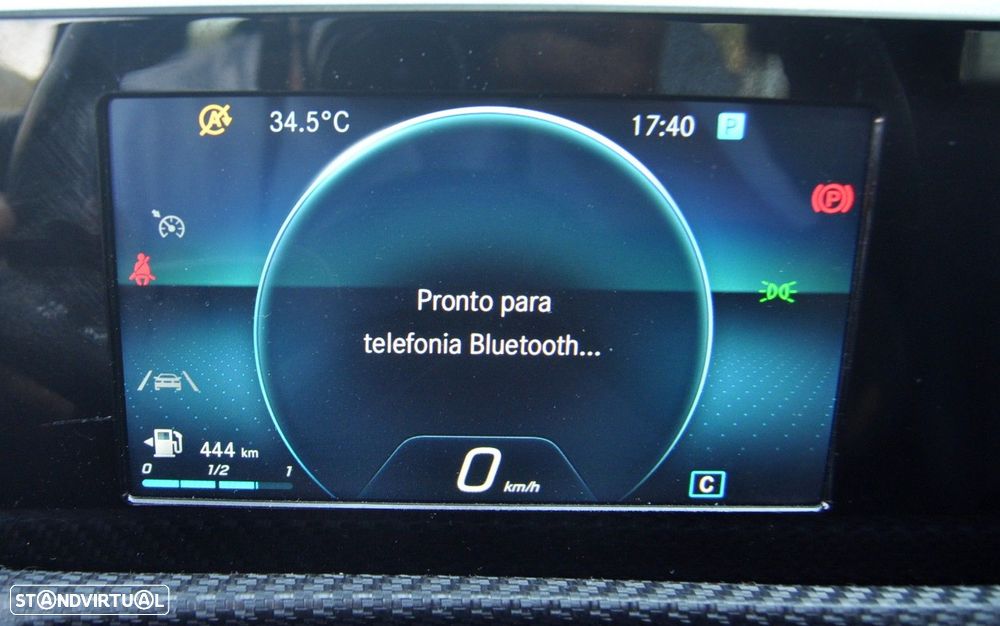 34.5°C
17:40 P
P
Pronto para
telefonia Bluetooth...
444 km
0 1/2 1
0 km/h
C
STANDVIRTUAL